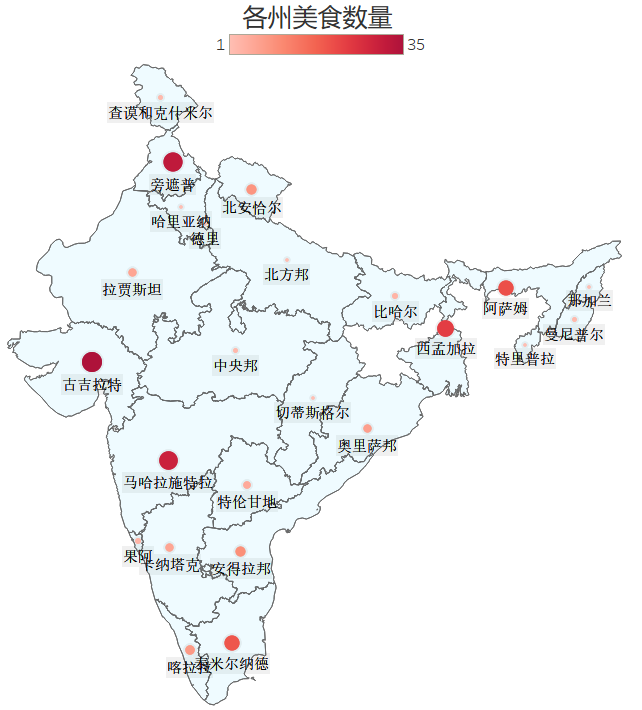 各州美食数量
1 35
查谟和克什米尔
旁遮普
北安恰尔
哈里亚纳
德里
北方邦
拉贾斯坦
比哈尔
阿萨姆
那加兰
曼尼普尔
特里普拉
西孟加拉
中央邦
古吉拉特
切蒂斯格尔
奥里萨邦
马哈拉施特拉
特伦甘地
果阿
卡纳塔克
安得拉邦
喀拉拉
泰米尔纳德